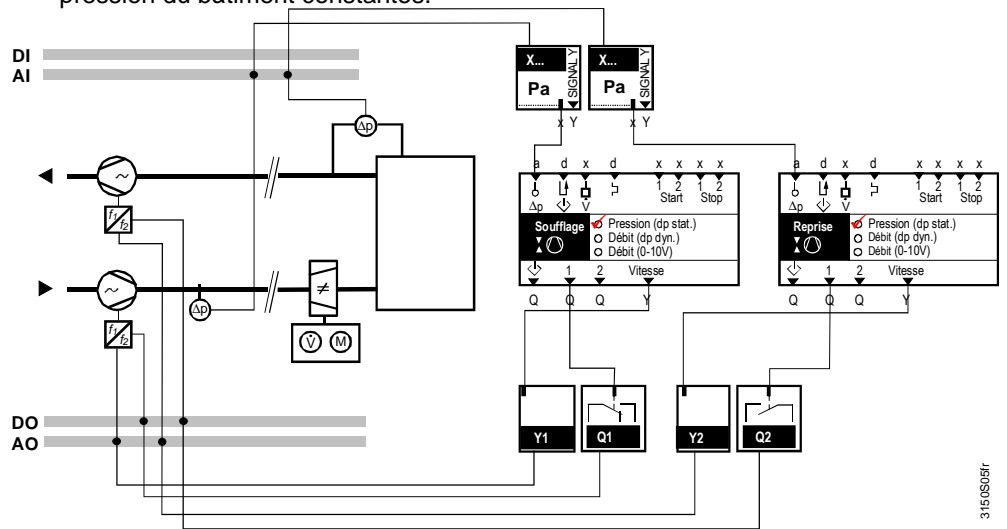 pression du bâtiment constantes.
DI
AI
X...
Pa
SIGNAL Y
x Y
X...
Pa
SIGNAL Y
x Y
Δp
~
f1 f2
~
f1 f2
Δp
≠
V̇ M
a d x d x x x x
1 2 1 2
Δp V̇ Start Stop
Soufflage
Pression (dp stat.)
Débit (dp dyn.)
Débit (0-10V)
1 2 Vitesse
Q Q Q Y
a d x d x x x x
1 2 1 2
Δp V̇ Start Stop
Reprise
Pression (dp stat.)
Débit (dp dyn.)
Débit (0-10V)
1 2 Vitesse
Q Q Q Y
DO
AO
Y1
Q1
Y2
Q2
3150S05fr